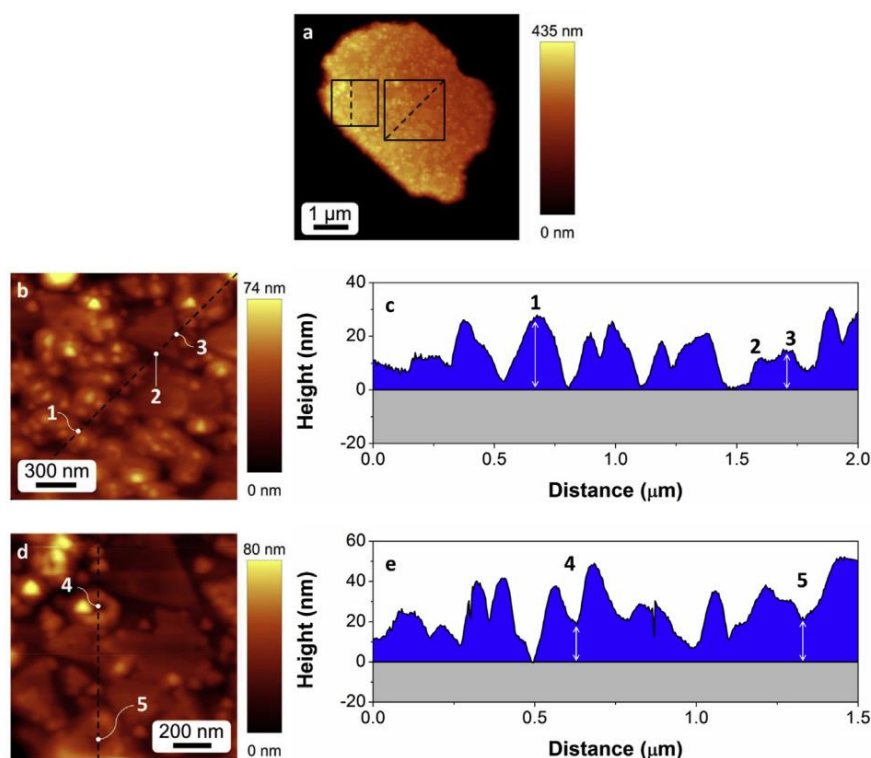 a
435 nm
1 μm
0 nm
b
74 nm
1
2
3
300 nm
0 nm
c
Height (nm)
40
20
0
-20
1
2
3
0.0 0.5 1.0 1.5 2.0
Distance (μm)
d
80 nm
4
5
200 nm
0 nm
e
Height (nm)
60
40
20
0
-20
4
5
0.0 0.5 1.0 1.5
Distance (μm)